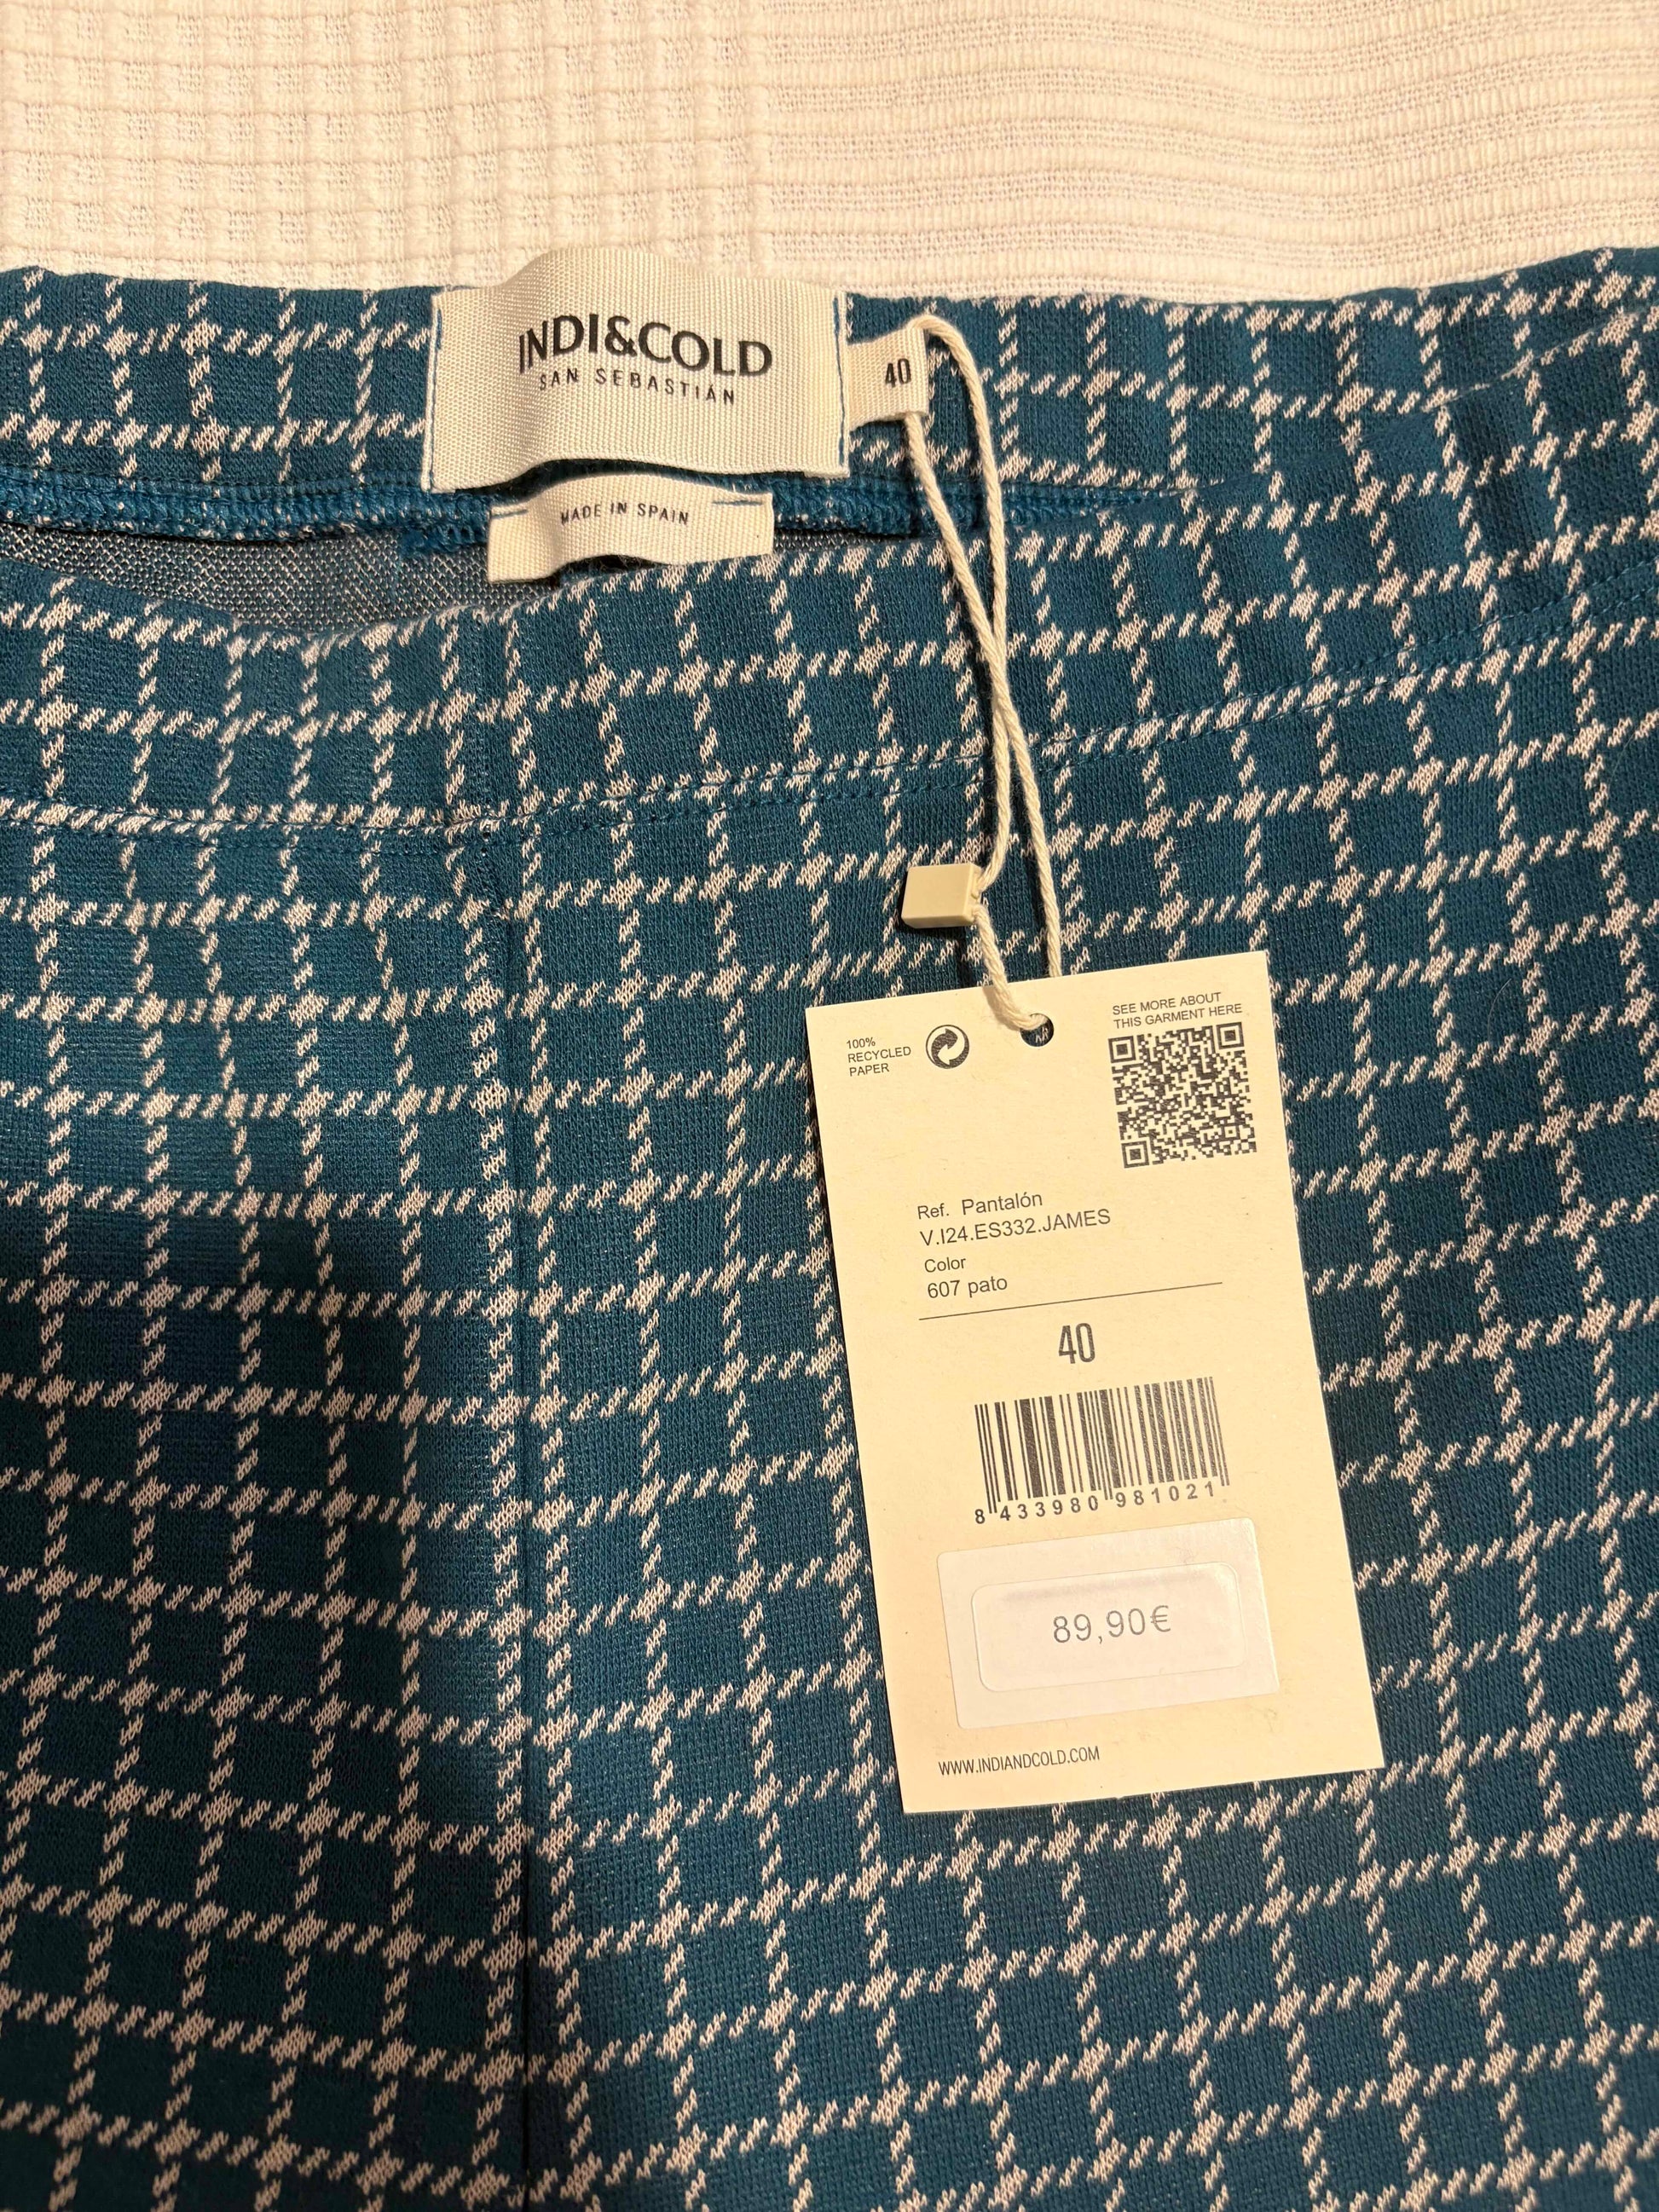 INDI&COLD
SAN SEBASTIÁN
40
MADE IN SPAIN
100%
RECYCLED
PAPER
SEE MORE ABOUT
THIS GARMENT HERE
Ref. Pantalón
V.I24.ES332.JAMES
Color
607 pato
40
8 433980 981021
89,90€
WWW.INDIANDCOLD.COM